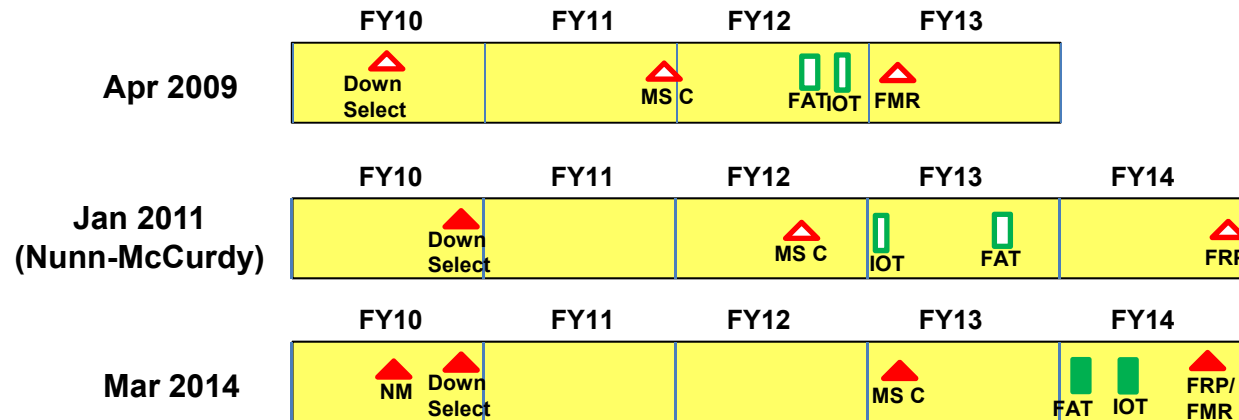 FY10 FY11 FY12 FY13
Apr 2009
Down
Select
MS C
FAT IOT FMR
FY10 FY11 FY12 FY13 FY14
Jan 2011
(Nunn-McCurdy)
Down
Select
MS C
IOT
FAT
FRP
FY10 FY11 FY12 FY13 FY14
Mar 2014
NM
Down
Select
MS C
FAT IOT
FRP/
FMR